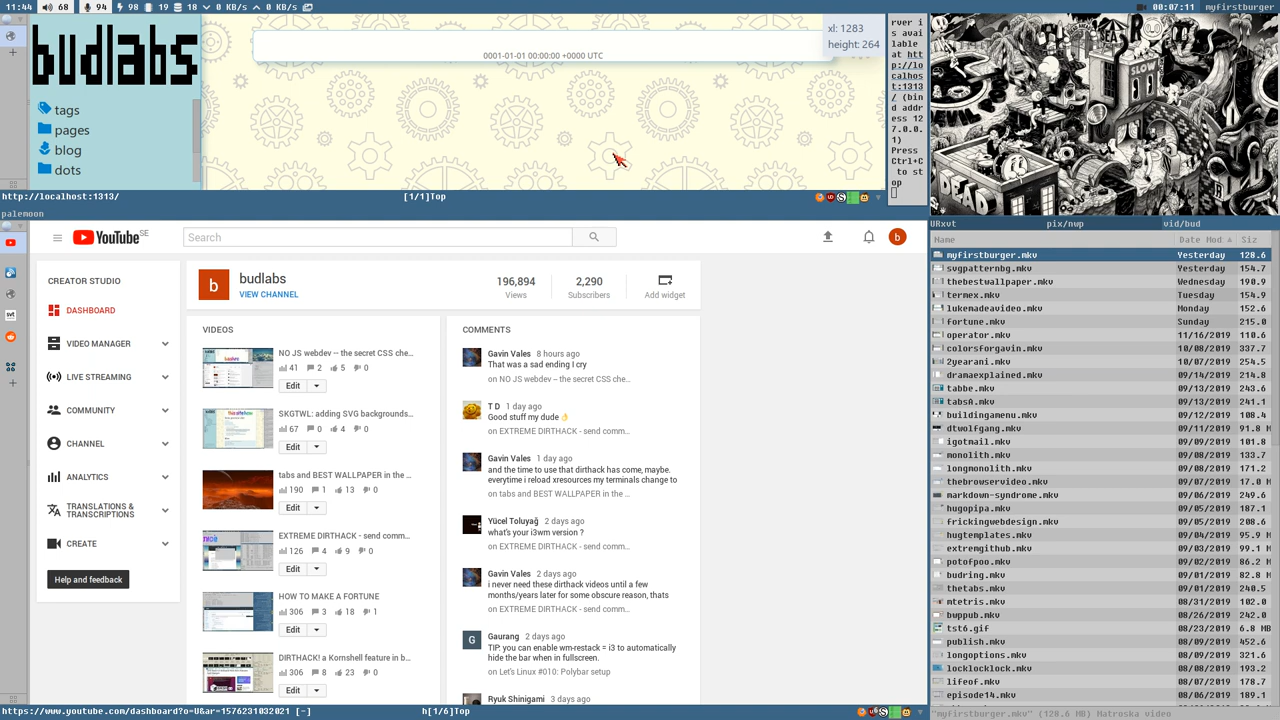 11:44 68 94 98 19 0 KB/s 0 KB/s 00:07:11 myfirstburger
budlabs
tags
pages
blog
dots
0001-01-01 00:00:00 +0000 UTC
xl: 1283
height: 264
rver i
s avai
lable
at htt
p://lo
calhos
t:1313
/ (bin
d addr
ess 12
7.0.0.
1)
Press
Ctrl+C
to st
op
SLOW
DEAD
http://localhost:1313/ [1/1]Top
palemoon
YouTube SE
Search
b
CREATOR STUDIO
DASHBOARD
VIDEO MANAGER
LIVE STREAMING
COMMUNITY
CHANNEL
ANALYTICS
TRANSLATIONS &
TRANSCRIPTIONS
CREATE
Help and feedback
b
budlabs
VIEW CHANNEL
196,894
Views
2,290
Subscribers
Add widget
VIDEOS
NO JS webdev -- the secret CSS che...
41 2 5 0
Edit
SKGTWL: adding SVG backgrounds...
67 0 4 0
Edit
tabs and BEST WALLPAPER in the ...
190 1 13 0
Edit
EXTREME DIRTHACK - send comm...
126 4 9 0
Edit
HOW TO MAKE A FORTUNE
306 3 18 1
Edit
DIRTHACK! a Kornshell feature in b...
306 8 23 0
Edit
COMMENTS
Gavin Vales 8 hours ago
That was a sad ending I cry
on NO JS webdev -- the secret CSS che...
T D 1 day ago
Good stuff my dude 👌
on EXTREME DIRTHACK - send comm...
Gavin Vales 1 day ago
and the time to use that dirthack has come, maybe.
everytime i reload xresources my terminals change to
on tabs and BEST WALLPAPER in the ...
Yücel Toluyağ 2 days ago
what's your i3wm version ?
on EXTREME DIRTHACK - send comm...
Gavin Vales 2 days ago
i never need these dirthack videos until a few
months/years later for some obscure reason, thats
on EXTREME DIRTHACK - send comm...
G
Gaurang 2 days ago
TIP: you can enable wm-restack = i3 to automatically
hide the bar when in fullscreen.
on Let's Linux #010: Polybar setup
Ryuk Shinigami 3 days ago
https://www.youtube.com/dashboard?o=U&ar=1576231032021 [-] h[1/6]Top
URxvt pix/nwp vid/bud
Name Date Mod Siz
myfirstburger.mkv Yesterday 128.6
svgpatternbg.mkv Yesterday 154.7
thebestwallpaper.mkv Wednesday 190.9
termex.mkv Tuesday 154.9
lukemadeavideo.mkv Monday 152.6
fortune.mkv Sunday 215.0
operator.mkv 11/16/2019 110.6
colorsforgavin.mkv 10/08/2019 337.7
2yearani.mkv 10/07/2019 254.5
dramaexplained.mkv 09/14/2019 214.8
tabbe.mkv 09/13/2019 243.6
tabsA.mkv 09/13/2019 241.1
buildingamenu.mkv 09/12/2019 108.4
dtwolfgang.mkv 09/11/2019 91.8 M
igotmail.mkv 09/09/2019 101.8
monolith.mkv 09/08/2019 133.7
longmonolith.mkv 09/08/2019 171.2
thebrowservideo.mkv 09/07/2019 17.0 M
markdown-syndrome.mkv 09/06/2019 249.6
hugopipa.mkv 09/05/2019 187.1
frickingwebdesign.mkv 09/05/2019 208.6
hugtemplates.mkv 09/04/2019 95.9 M
extremgithub.mkv 09/03/2019 99.1 M
potofpoo.mkv 09/02/2019 86.2 M
budring.mkv 09/01/2019 82.8 M
thetabs.mkv 09/01/2019 240.5
mtetris.mkv 08/31/2019 102.0
buppub.mkv 08/26/2019 242.0
tst6.gif 08/23/2019 6.8 MB
publish.mkv 08/22/2019 42.6 M
longoptions.mkv 08/09/2019 321.6
locklocklock.mkv 08/08/2019 193.6
lifeof.mkv 08/08/2019 178.7
episode14.mkv 08/06/2019 189.1
"myfirstburger.mkv" (128.6 MB) Matroska video